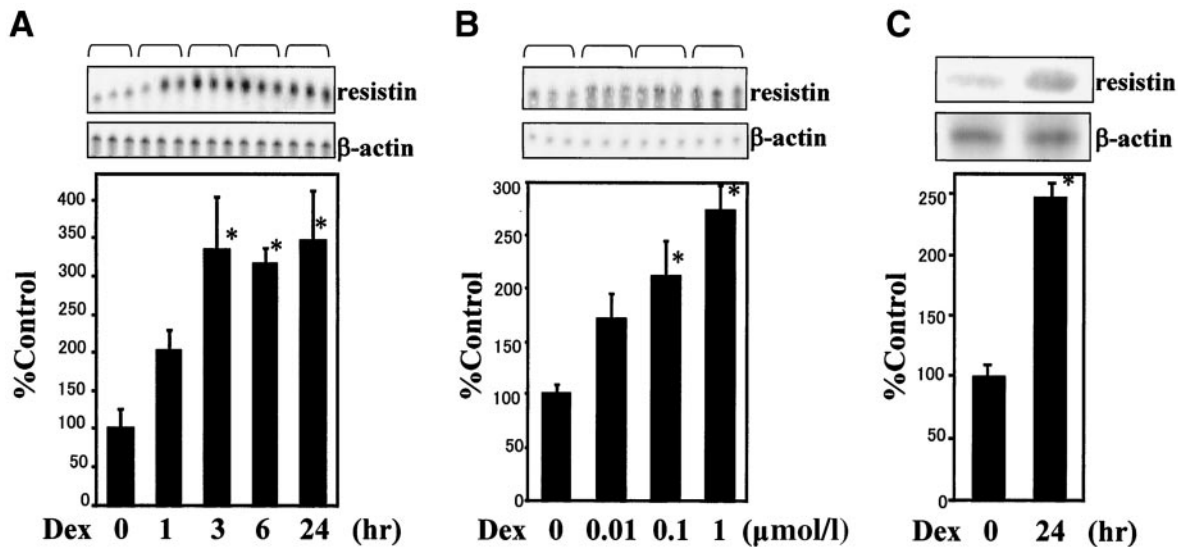 A
resistin
β-actin
%Control
400
350
300
250
200
150
100
50
0
Dex 0 1 3 6 24 (hr)
* * *
B
resistin
β-actin
%Control
300
250
200
150
100
50
0
Dex 0 0.01 0.1 1 (μmol/l)
* *
C
resistin
β-actin
%Control
250
200
150
100
50
0
Dex 0 24 (hr)
*